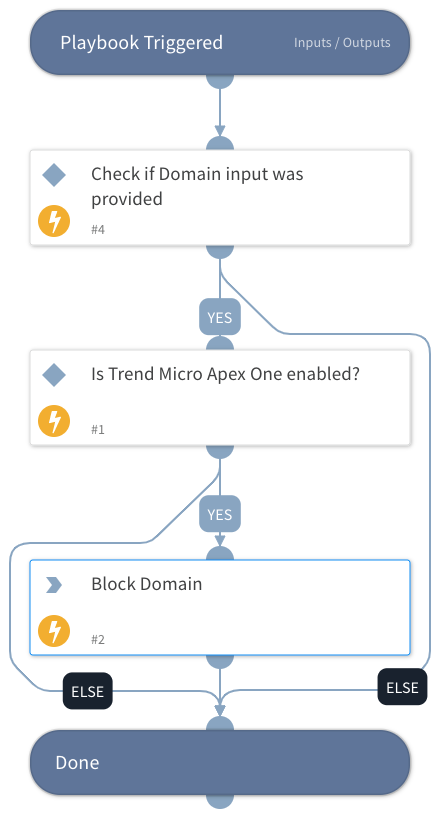 Playbook Triggered
Inputs / Outputs
Check if Domain input was
provided
#4
YES
Is Trend Micro Apex One enabled?
#1
YES
Block Domain
#2
ELSE
ELSE
Done